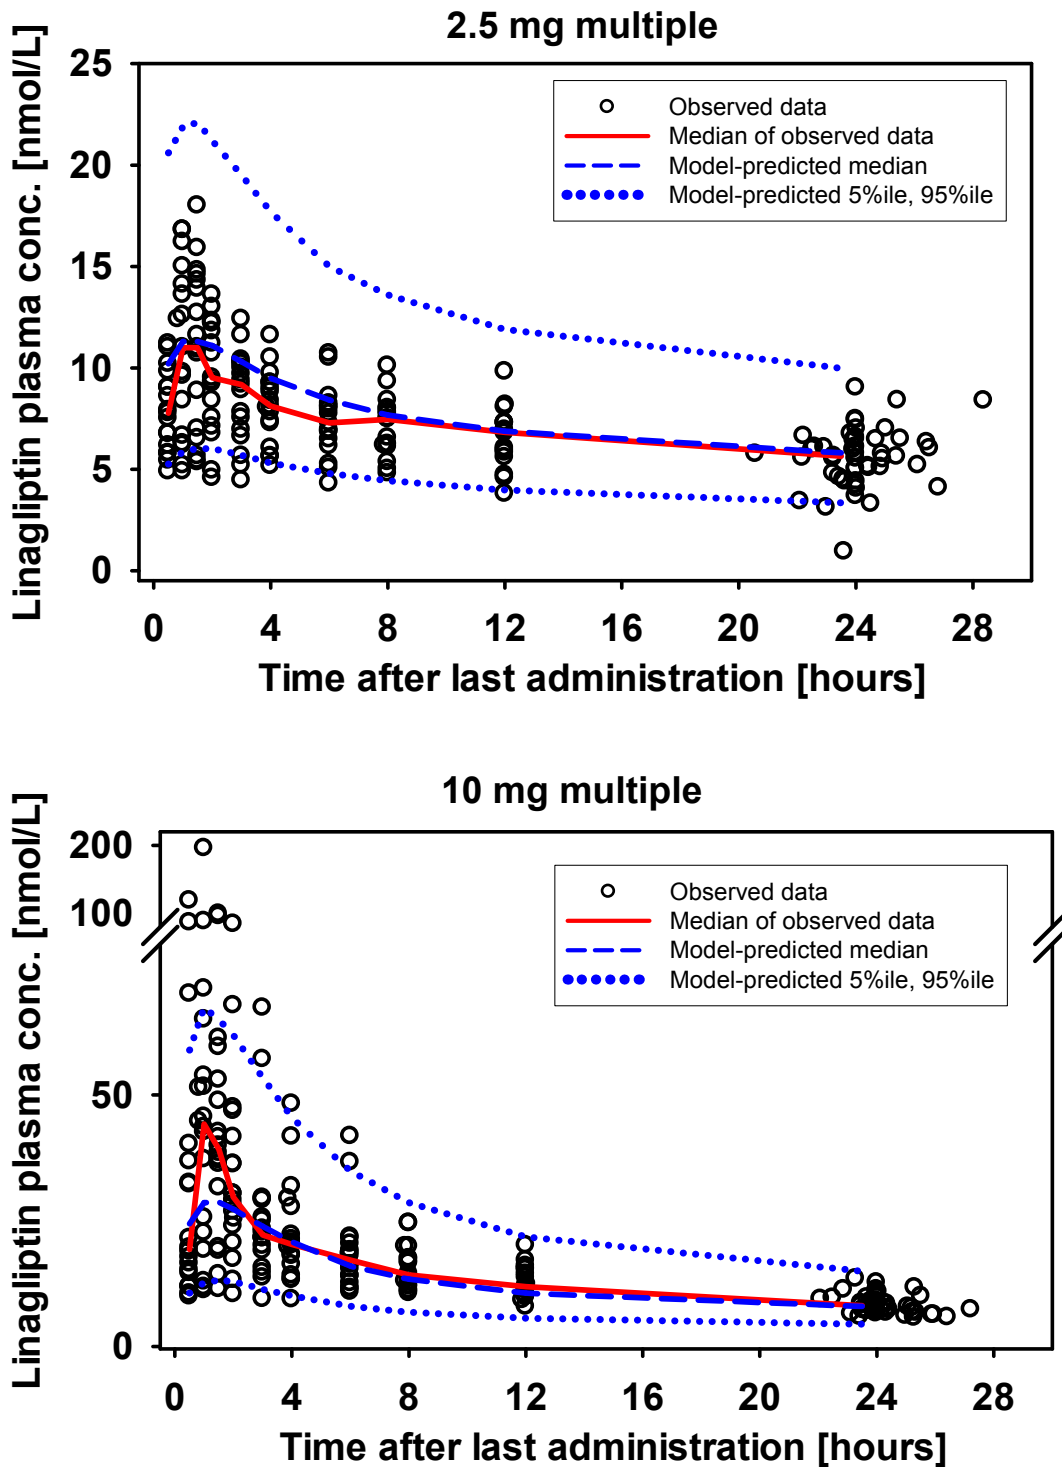 2.5 mg multiple
Linagliptin plasma conc. [nmol/L]
25
20
15
10
5
0
Observed data
Median of observed data
Model-predicted median
Model-predicted 5%ile, 95%ile
0 4 8 12 16 20 24 28
Time after last administration [hours]
10 mg multiple
Linagliptin plasma conc. [nmol/L]
200
100
50
0
Observed data
Median of observed data
Model-predicted median
Model-predicted 5%ile, 95%ile
0 4 8 12 16 20 24 28
Time after last administration [hours]